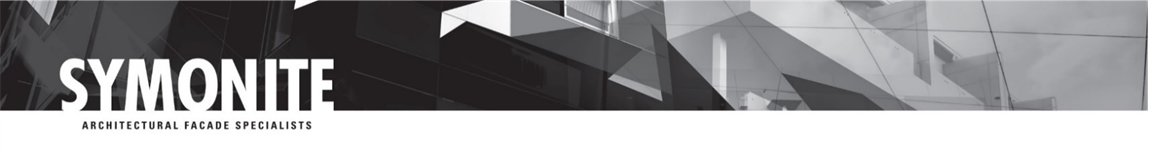 SYMONITE
ARCHITECTURAL FACADE SPECIALISTS